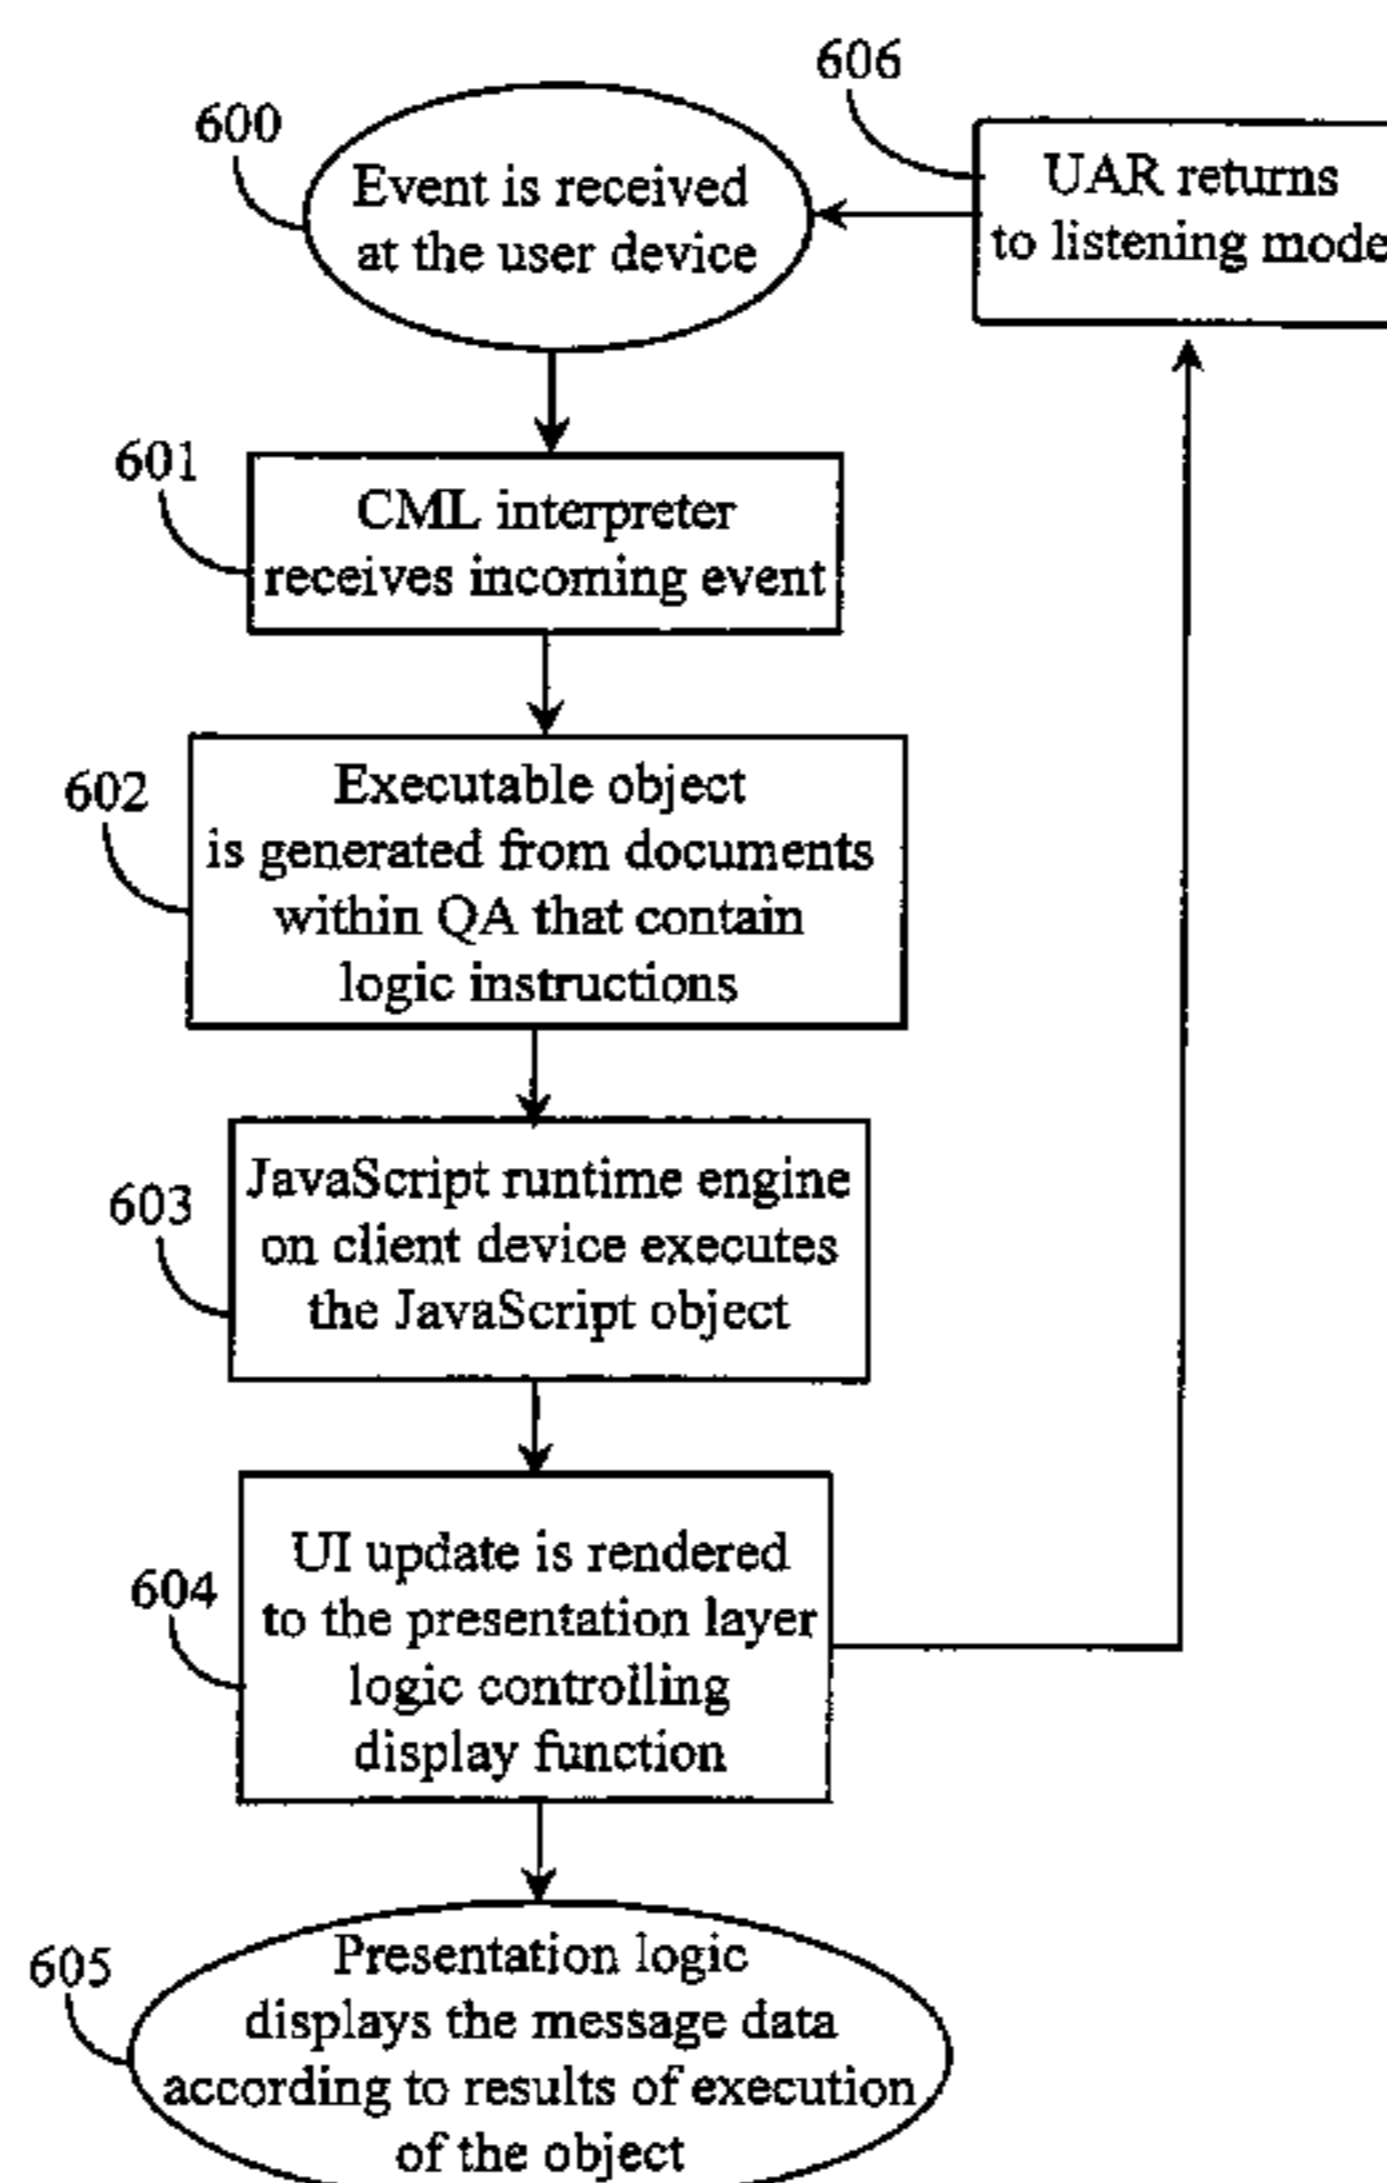 606
600
UAR returns
to listening mode
Event is received
at the user device
601
CML interpreter
receives incoming event
602
Executable object
is generated from documents
within QA that contain
logic instructions
603
JavaScript runtime engine
on client device executes
the JavaScript object
604
UI update is rendered
to the presentation layer
logic controlling
display function
605
Presentation logic
displays the message data
according to results of execution
of the object